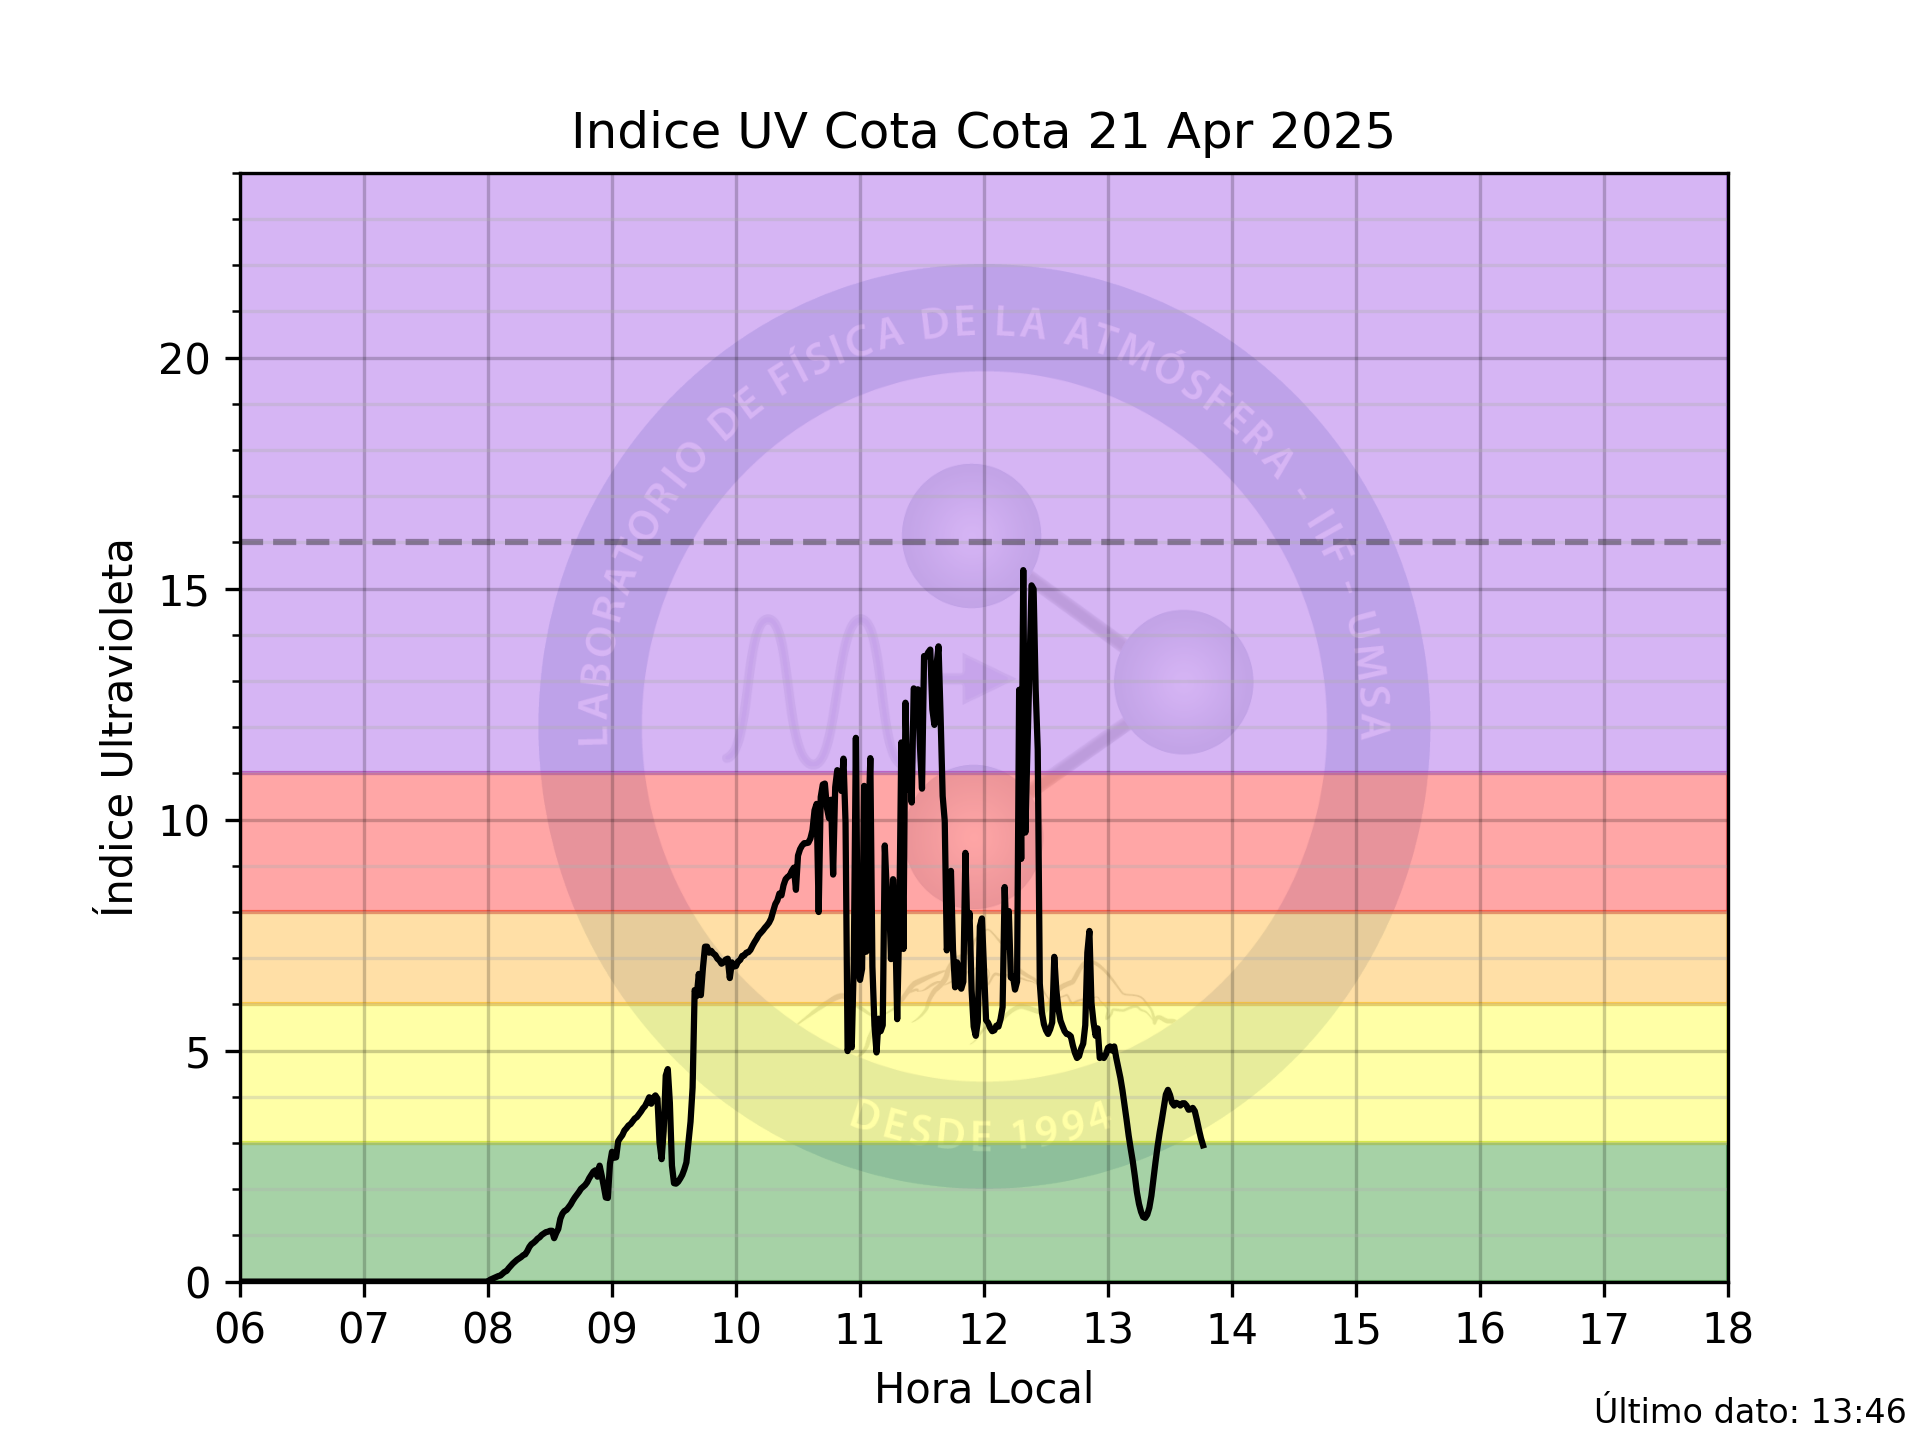 Indice UV Cota Cota 21 Apr 2025
Índice Ultravioleta
20
15
10
5
0
LABORATORIO DE FÍSICA DE LA ATMÓSFERA - IIF - UMSA
DESDE 1994
06 07 08 09 10 11 12 13 14 15 16 17 18
Hora Local
Último dato: 13:46